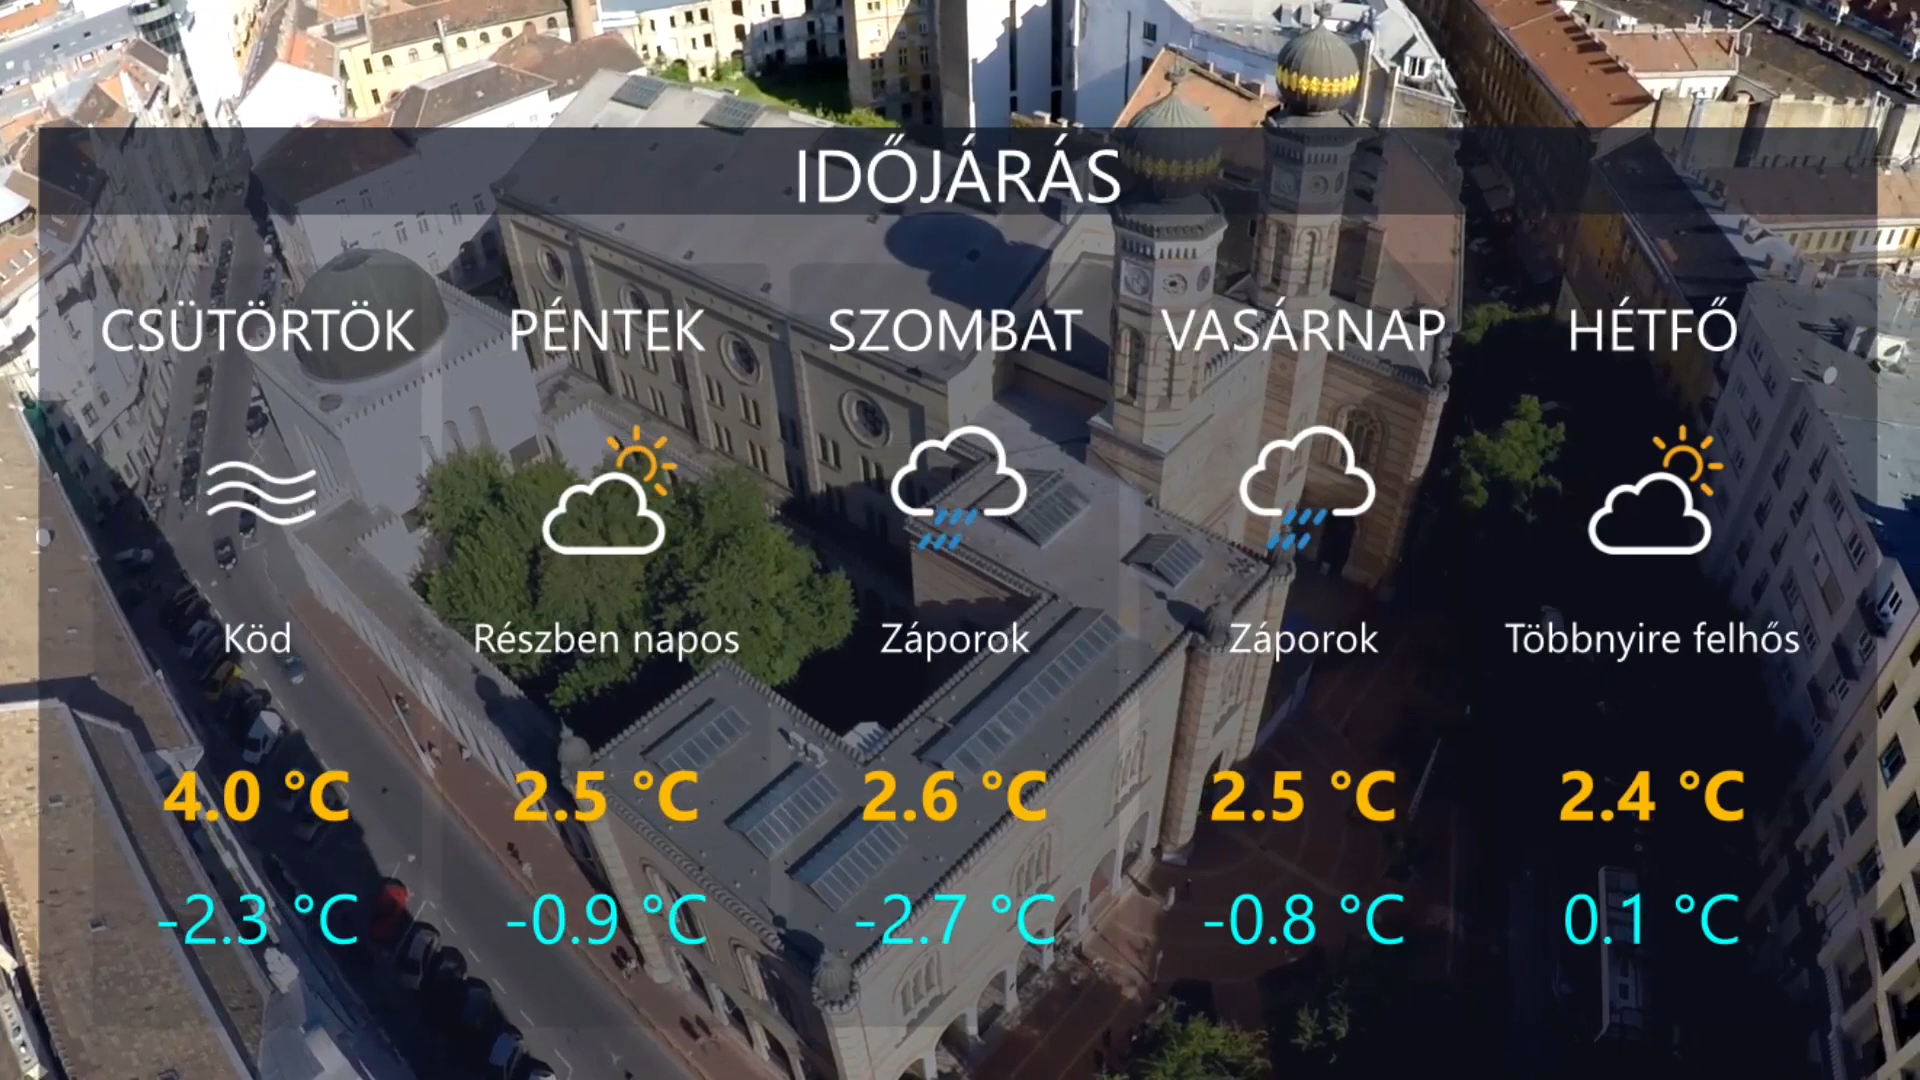 IDŐJÁRÁS
CSÜTÖRTÖK
PÉNTEK
SZOMBAT
VASÁRNAP
HÉTFŐ
Köd
Részben napos
Záporok
Záporok
Többnyire felhős
4.0 °C
2.5 °C
2.6 °C
2.5 °C
2.4 °C
-2.3 °C
-0.9 °C
-2.7 °C
-0.8 °C
0.1 °C